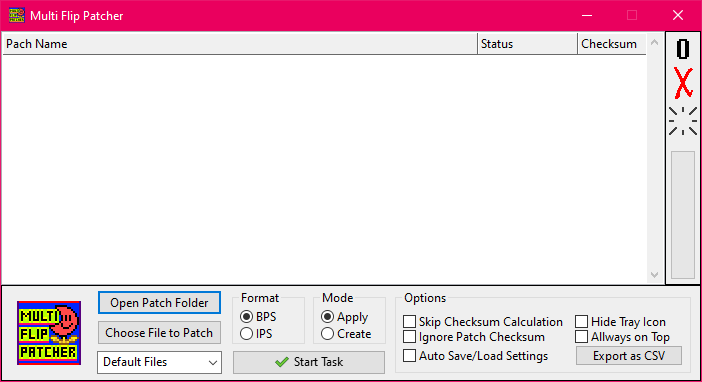 Multi Flip Patcher
Pach Name Status Checksum
0
X
MULTI
FLIP
PATCHER
Open Patch Folder
Choose File to Patch
Default Files
Format
BPS
IPS
Mode
Apply
Create
Start Task
Options
Skip Checksum Calculation
Ignore Patch Checksum
Auto Save/Load Settings
Hide Tray Icon
Allways on Top
Export as CSV